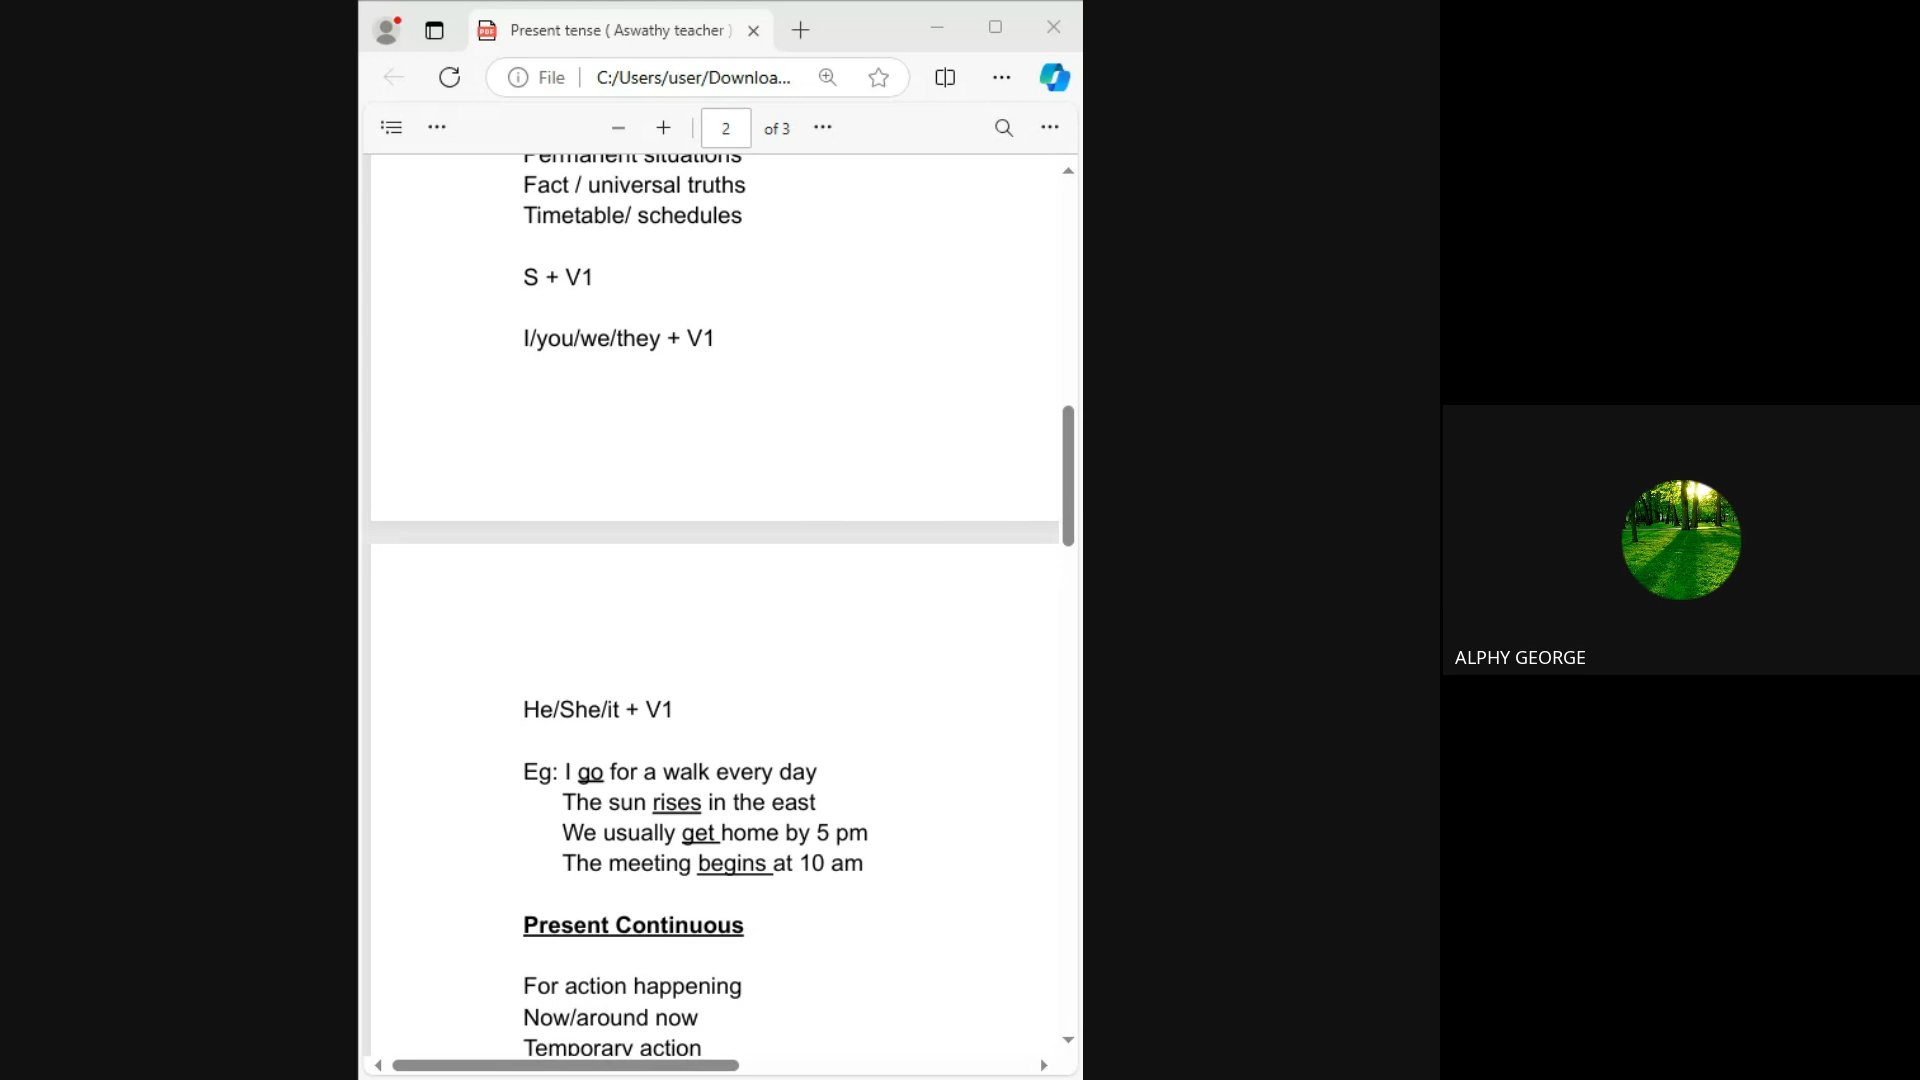 Present tense ( Aswathy teacher )
File
C:/Users/user/Downloa...
2
of 3
Permanent situations
Fact / universal truths
Timetable/ schedules
S + V1
I/you/we/they + V1
He/She/it + V1
Eg: I go for a walk every day
The sun rises in the east
We usually get home by 5 pm
The meeting begins at 10 am
Present Continuous
For action happening
Now/around now
Temporary action
ALPHY GEORGE